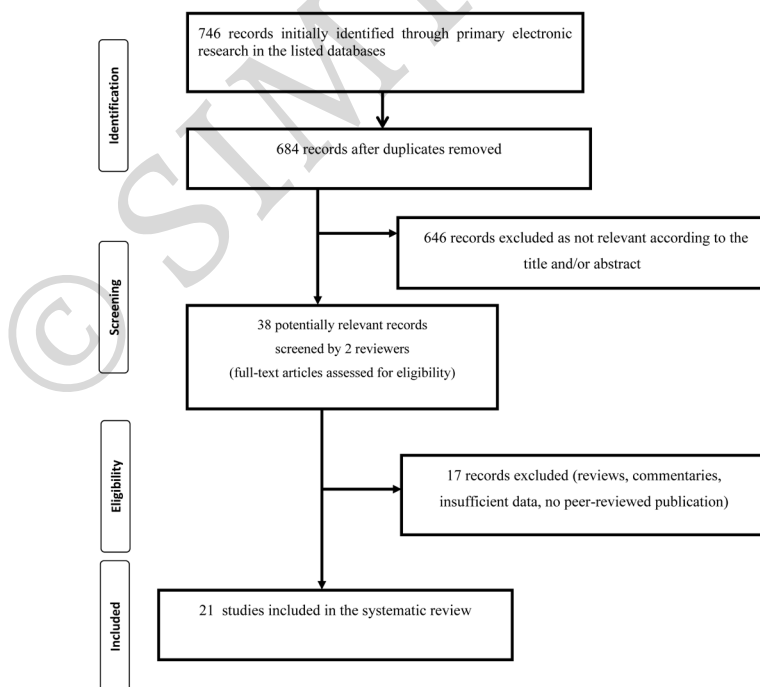 746 records initially identified through primary electronic
research in the listed databases
Identification
684 records after duplicates removed
646 records excluded as not relevant according to the
title and/or abstract
Screening
38 potentially relevant records
screened by 2 reviewers
(full-text articles assessed for eligibility)
Eligibility
17 records excluded (reviews, commentaries,
insufficient data, no peer-reviewed publication)
Included
21 studies included in the systematic review
© SIM